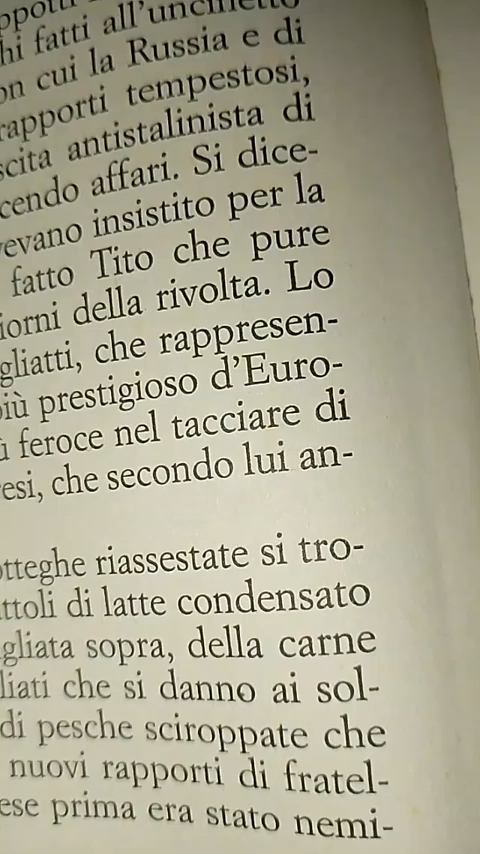 hi fatti all'uncinetto
on cui la Russia e di
rapporti tempestosi,
scita antistalinista di
cendo affari. Si dice-
evano insistito per la
fatto Tito che pure
iorni della rivolta. Lo
gliatti, che rappresen-
più prestigioso d'Euro-
ù feroce nel tacciare di
esi, che secondo lui an-
otteghe riassestate si tro-
ttoli di latte condensato
gliata sopra, della carne
liati che si danno ai sol-
di pesche sciroppate che
nuovi rapporti di fratel-
ese prima era stato nemi-